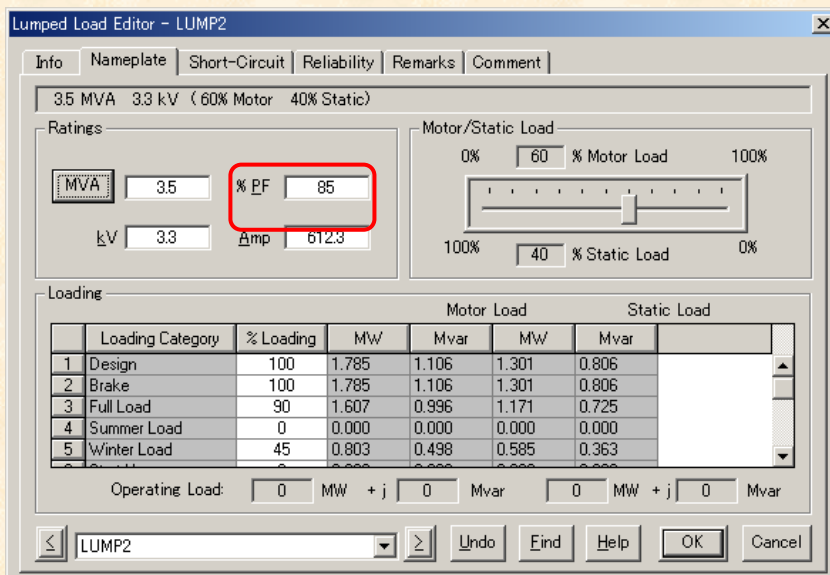 Lumped Load Editor - LUMP2
Info Nameplate Short-Circuit Reliability Remarks Comment
3.5 MVA 3.3 kV (60% Motor 40% Static)
Ratings
MVA 3.5 % PF 85
kV 3.3 Amp 612.3
Motor/Static Load
0% 60 % Motor Load 100%
100% 40 % Static Load 0%
Loading
Motor Load Static Load
Loading Category % Loading MW Mvar MW Mvar
1 Design 100 1.785 1.106 1.301 0.806
2 Brake 100 1.785 1.106 1.301 0.806
3 Full Load 90 1.607 0.996 1.171 0.725
4 Summer Load 0 0.000 0.000 0.000 0.000
5 Winter Load 45 0.803 0.498 0.585 0.363
Operating Load: 0 MW + j 0 Mvar 0 MW + j 0 Mvar
≤ LUMP2 ≥ Undo Find Help OK Cancel